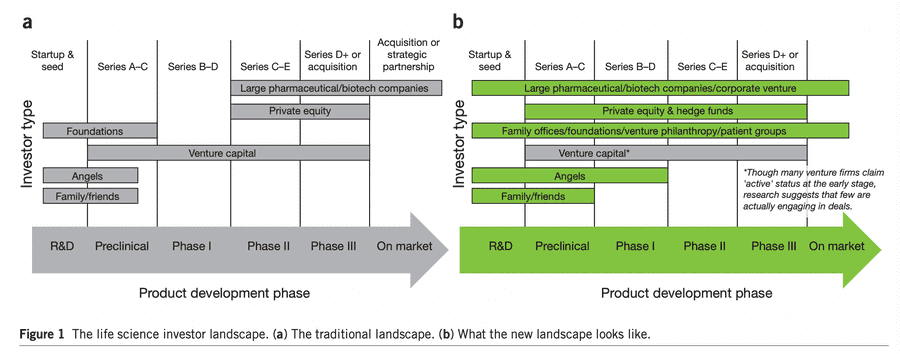 a
Startup & seed
Series A–C
Series B–D
Series C–E
Series D+ or acquisition
Acquisition or strategic partnership
Investor type
Large pharmaceutical/biotech companies
Private equity
Foundations
Venture capital
Angels
Family/friends
R&D
Preclinical
Phase I
Phase II
Phase III
On market
Product development phase
b
Startup & seed
Series A–C
Series B–D
Series C–E
Series D+ or acquisition
Investor type
Large pharmaceutical/biotech companies/corporate venture
Private equity & hedge funds
Family offices/foundations/venture philanthropy/patient groups
Venture capital*
Angels
Family/friends
*Though many venture firms claim
'active' status at the early stage,
research suggests that few are
actually engaging in deals.
R&D
Preclinical
Phase I
Phase II
Phase III
On market
Product development phase
Figure 1 The life science investor landscape. (a) The traditional landscape. (b) What the new landscape looks like.